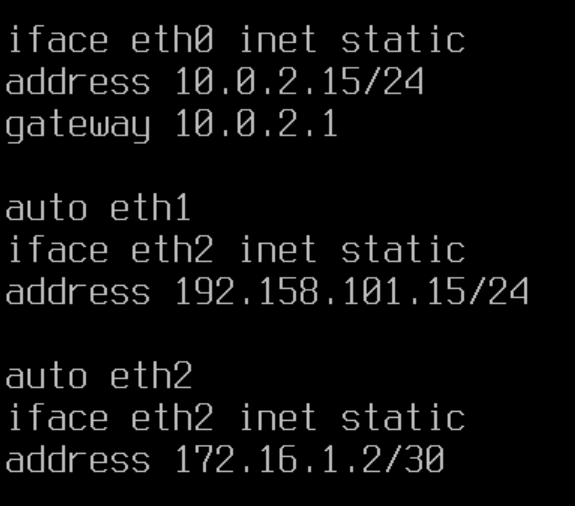 iface eth0 inet static
address 10.0.2.15/24
gateway 10.0.2.1
auto eth1
iface eth2 inet static
address 192.158.101.15/24
auto eth2
iface eth2 inet static
address 172.16.1.2/30